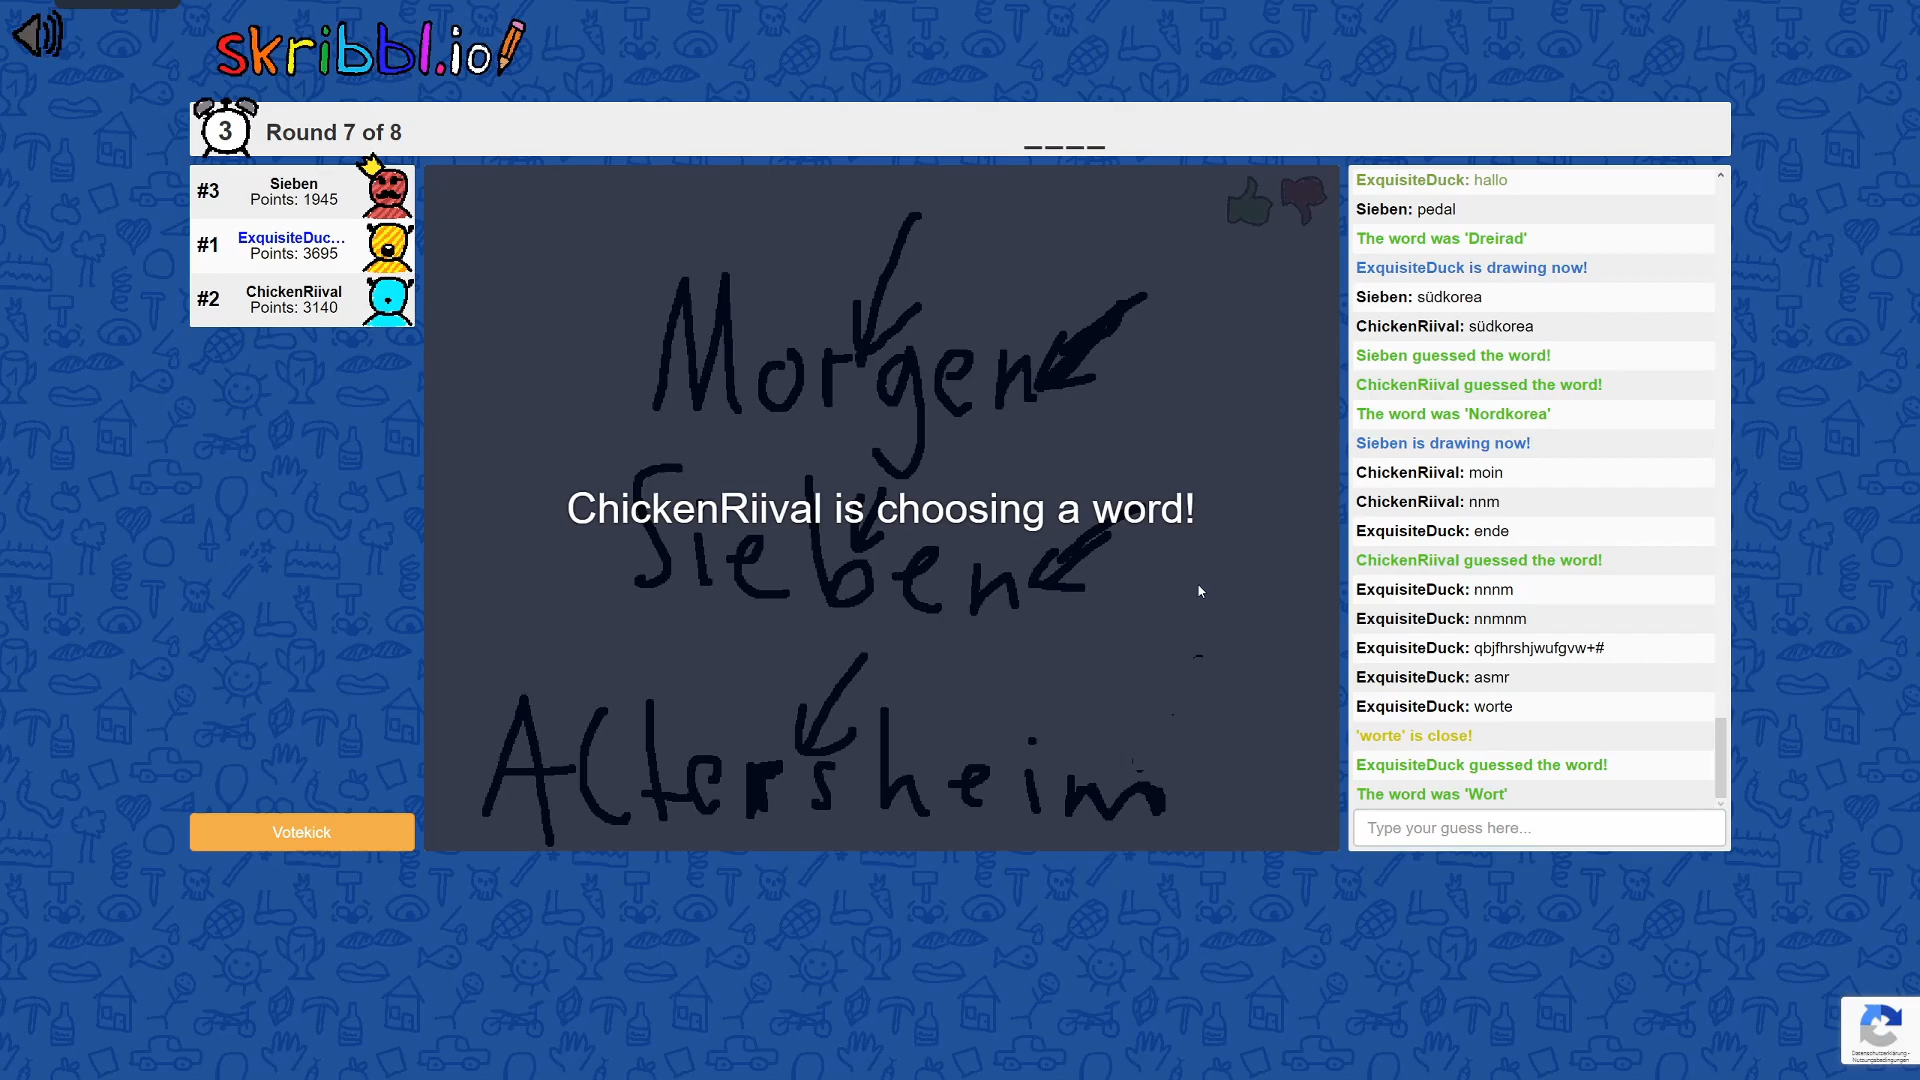 skribbl.io
3
Round 7 of 8
____
#3
Sieben
Points: 1945
#1
ExquisiteDuc...
Points: 3695
#2
ChickenRiival
Points: 3140
Votekick
Morgen
ChickenRiival is choosing a word!
Sieben
Altersheim
ExquisiteDuck: hallo
Sieben: pedal
The word was 'Dreirad'
ExquisiteDuck is drawing now!
Sieben: südkorea
ChickenRiival: südkorea
Sieben guessed the word!
ChickenRiival guessed the word!
The word was 'Nordkorea'
Sieben is drawing now!
ChickenRiival: moin
ChickenRiival: nnm
ExquisiteDuck: ende
ChickenRiival guessed the word!
ExquisiteDuck: nnnm
ExquisiteDuck: nnmnm
ExquisiteDuck: qbjfhrshjwufgvw+#
ExquisiteDuck: asmr
ExquisiteDuck: worte
'worte' is close!
ExquisiteDuck guessed the word!
The word was 'Wort'
Type your guess here...
Datenschutzerklärung -
Nutzungsbedingungen